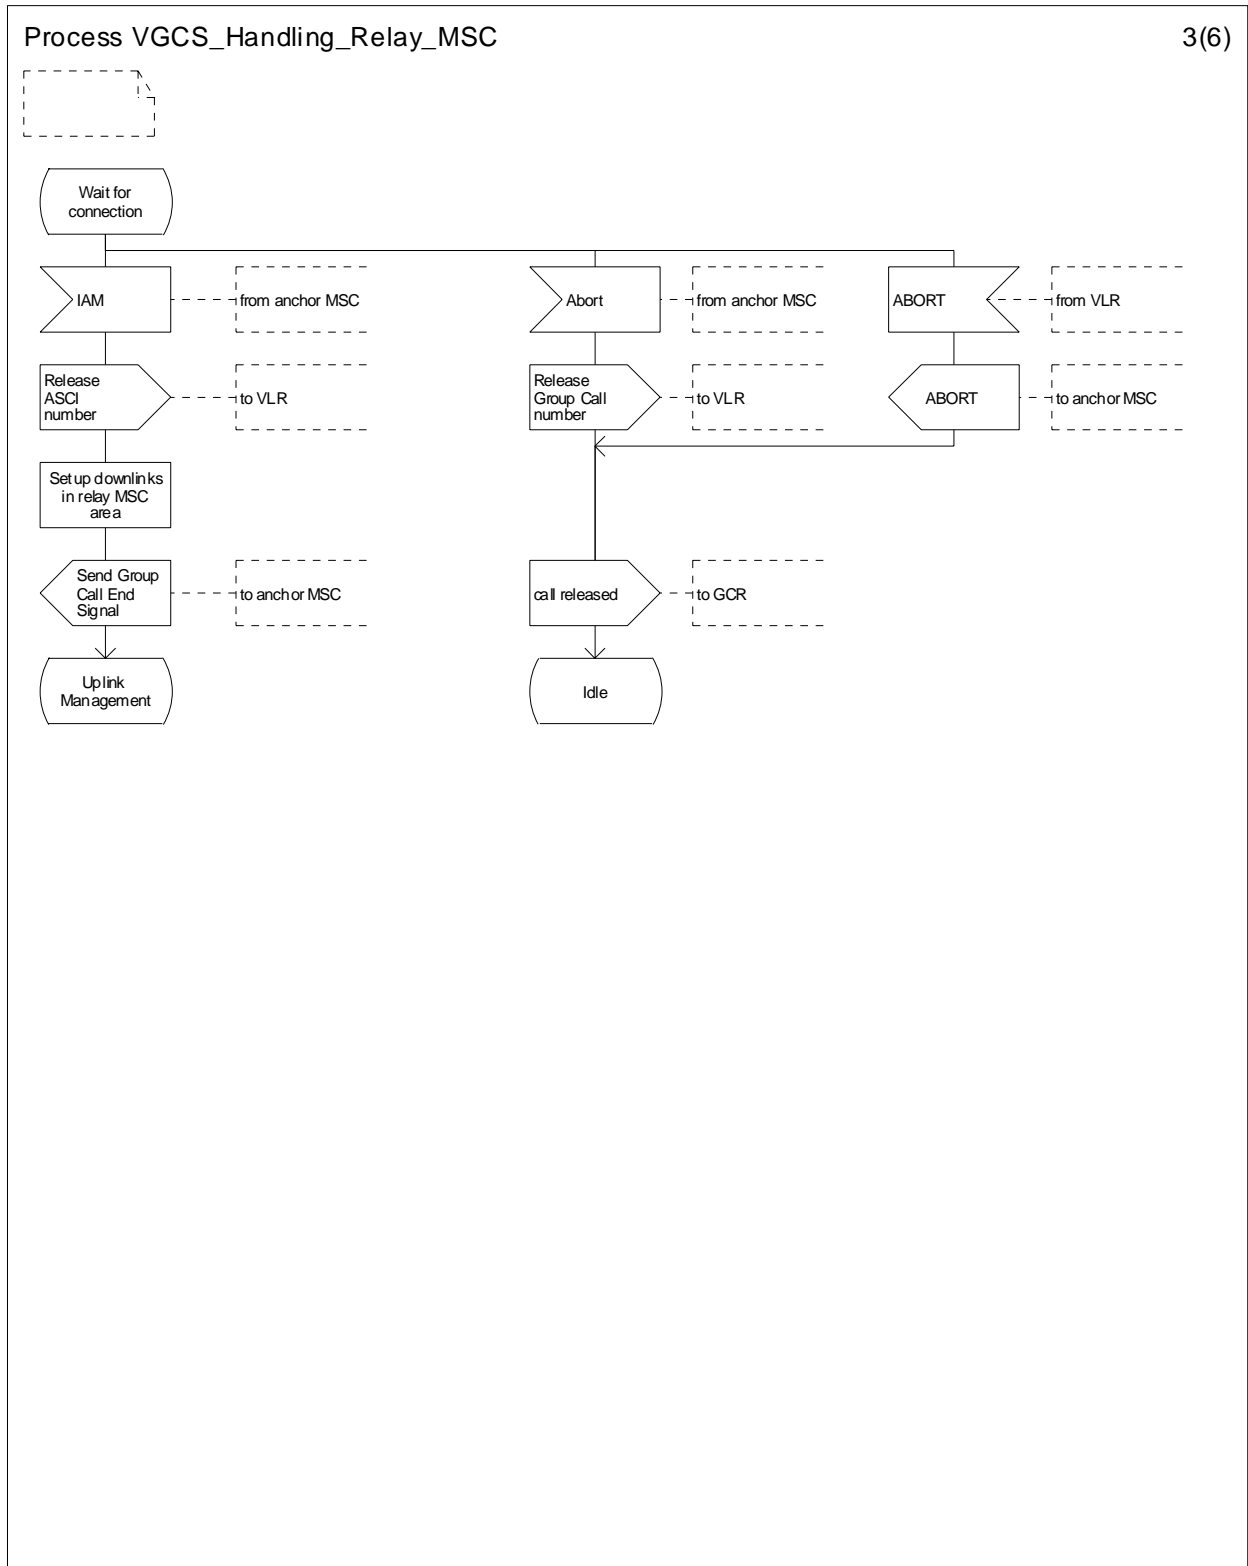 Process VGCS_Handling_Relay_MSC
3(6)
Wait for
connection
IAM
from anchor MSC
Abort
from anchor MSC
ABORT
from VLR
Release
ASCI
number
to VLR
Release
Group Call
number
to VLR
ABORT
to anchor MSC
Set up downlinks
in relay MSC
area
Send Group
Call End
Signal
to anchor MSC
call released
to GCR
Uplink
Management
Idle